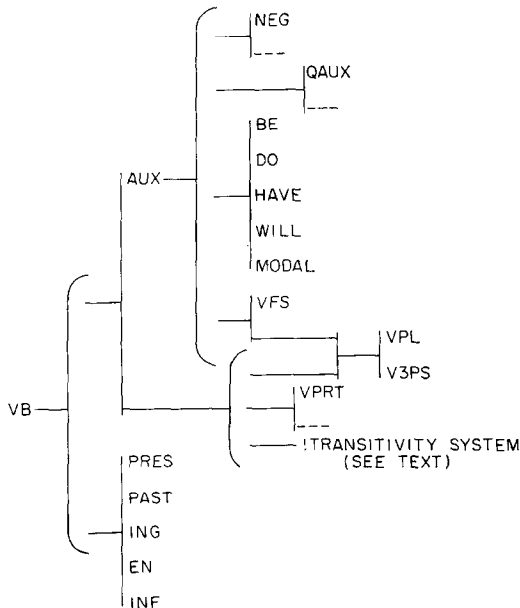 NEG
---
QAUX
---
BE
DO
AUX
HAVE
WILL
MODAL
VFS
VPL
V3PS
VB
VPRT
---
!TRANSITIVITY SYSTEM
(SEE TEXT)
PRES
PAST
ING
EN
INF